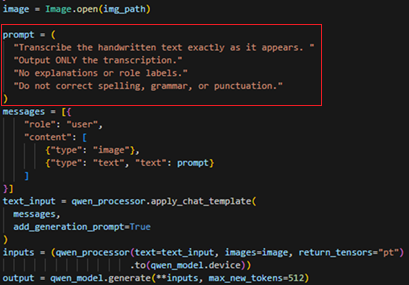 image = Image.open(img_path)
prompt = (
"Transcribe the handwritten text exactly as it appears. "
"Output ONLY the transcription."
"No explanations or role labels."
"Do not correct spelling, grammar, or punctuation."
)
messages = [{
"role": "user",
"content": [
{"type": "image"},
{"type": "text", "text": prompt}
]
}]
text_input = qwen_processor.apply_chat_template(
messages,
add_generation_prompt=True
)
inputs = (qwen_processor(text=text_input, images=image, return_tensors="pt")
.to(qwen_model.device))
output = qwen_model.generate(**inputs, max_new_tokens=512)